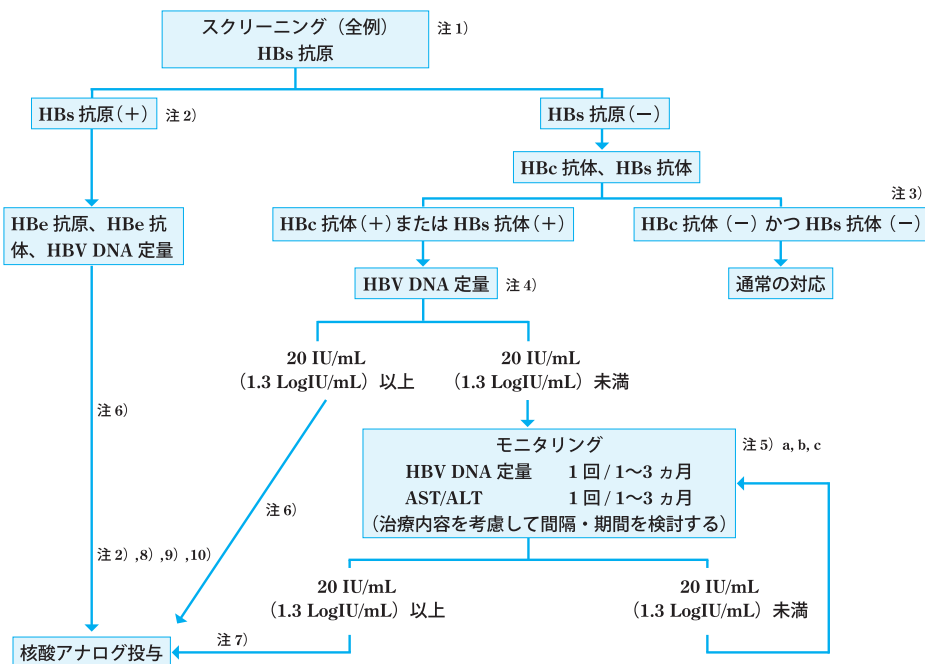 スクリーニング（全例）
HBs 抗原
注 1）
HBs 抗原（＋）
注 2）
HBs 抗原（−）
HBc 抗体、HBs 抗体
注 3）
HBe 抗原、HBe 抗
体、HBV DNA 定量
HBc 抗体（＋）または HBs 抗体（＋）
HBc 抗体（−）かつ HBs 抗体（−）
HBV DNA 定量
注 4）
通常の対応
20 IU/mL
（1.3 LogIU/mL）以上
20 IU/mL
（1.3 LogIU/mL）未満
注 6）
モニタリング
HBV DNA 定量　1 回 / 1〜3 ヵ月
AST/ALT　1 回 / 1〜3 ヵ月
（治療内容を考慮して間隔・期間を検討する）
注 5）a, b, c
注 6）
注 2）,8）,9）,10）
20 IU/mL
（1.3 LogIU/mL）以上
20 IU/mL
（1.3 LogIU/mL）未満
注 7）
核酸アナログ投与